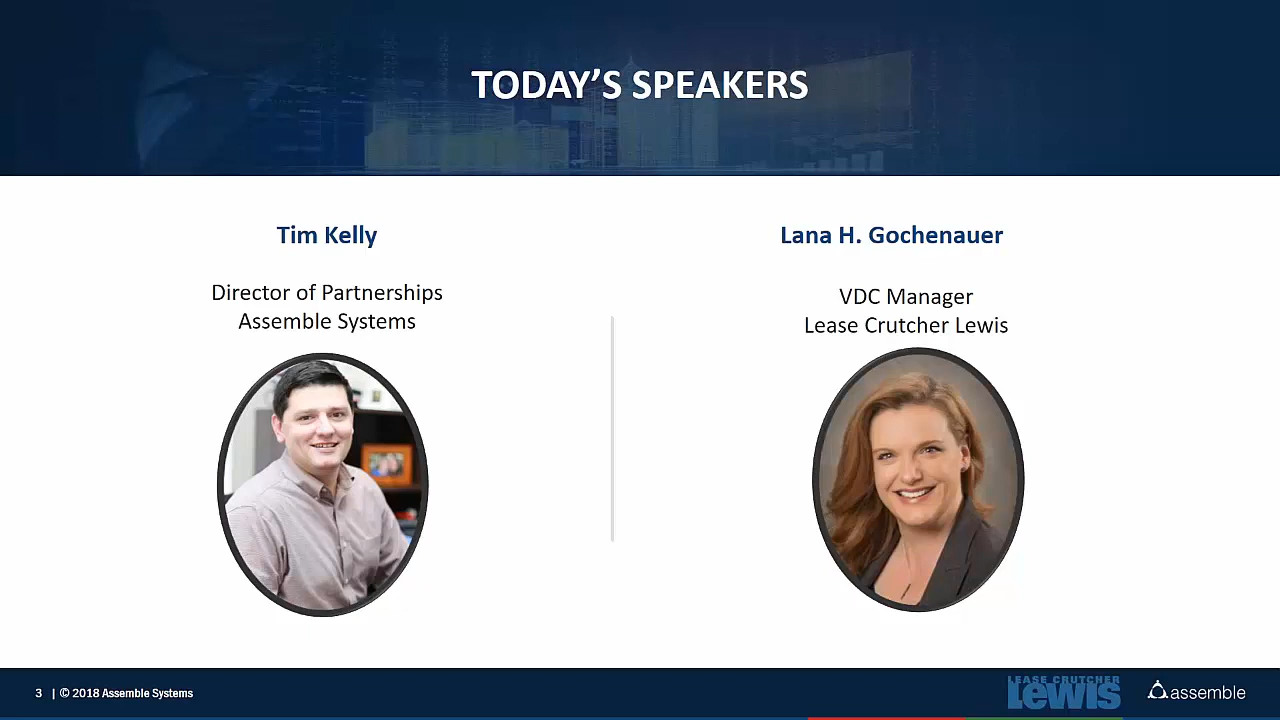 TODAY’S SPEAKERS
Tim Kelly
Director of Partnerships
Assemble Systems
Lana H. Gochenauer
VDC Manager
Lease Crutcher Lewis
3 | © 2018 Assemble Systems
LEASE CRUTCHER
Lewis
assemble